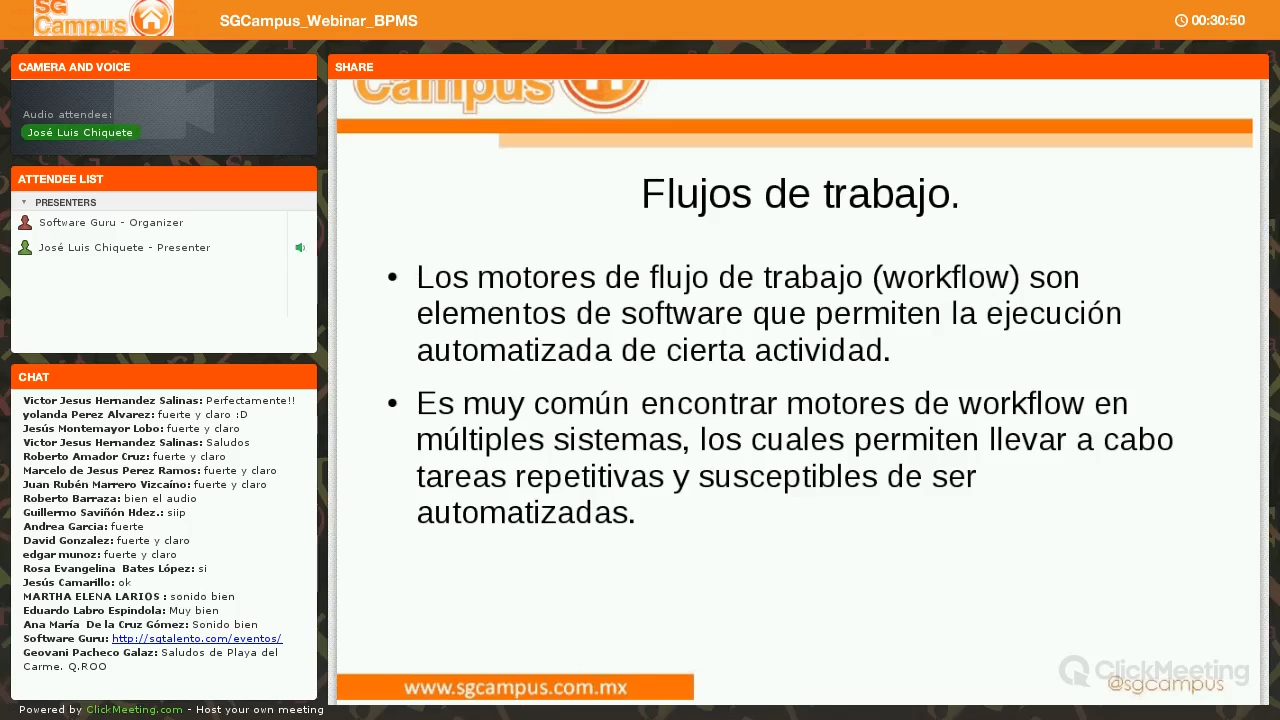 SG
Campus
SGCampus_Webinar_BPMS
00:30:50
CAMERA AND VOICE
Audio attendee:
José Luis Chiquete
ATTENDEE LIST
PRESENTERS
Software Guru - Organizer
José Luis Chiquete - Presenter
CHAT
Victor Jesus Hernandez Salinas: Perfectamente!!
yolanda Perez Alvarez: fuerte y claro :D
Jesús Montemayor Lobo: fuerte y claro
Victor Jesus Hernandez Salinas: Saludos
Roberto Amador Cruz: fuerte y claro
Marcelo de Jesus Perez Ramos: fuerte y claro
Juan Rubén Marrero Vizcaíno: fuerte y claro
Roberto Barraza: bien el audio
Guillermo Saviñón Hdez.: siip
Andrea Garcia: fuerte
David Gonzalez: fuerte y claro
edgar munoz: fuerte y claro
Rosa Evangelina Bates López: si
Jesús Camarillo: ok
MARTHA ELENA LARIOS : sonido bien
Eduardo Labro Espindola: Muy bien
Ana María De la Cruz Gómez: Sonido bien
Software Guru: http://sgtalento.com/eventos/
Geovani Pacheco Galaz: Saludos de Playa del
Carme. Q.ROO
Powered by ClickMeeting.com - Host your own meeting
SHARE
Campus
Flujos de trabajo.
• Los motores de flujo de trabajo (workflow) son
elementos de software que permiten la ejecución
automatizada de cierta actividad.
• Es muy común encontrar motores de workflow en
múltiples sistemas, los cuales permiten llevar a cabo
tareas repetitivas y susceptibles de ser
automatizadas.
www.sgcampus.com.mx
ClickMeeting
@sgcampus